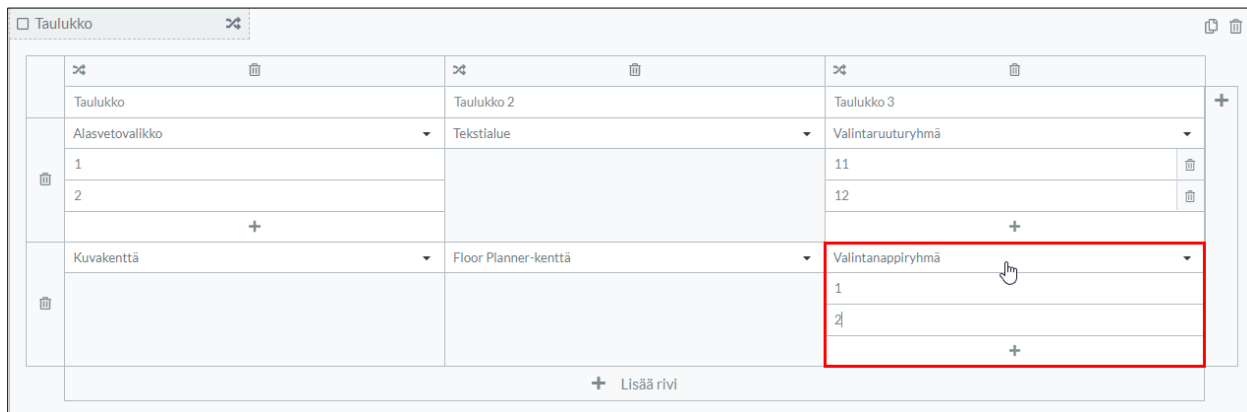 Taulukko
Taulukko Taulukko 2 Taulukko 3
Alasvetovalikko Tekstialue Valintaruuturyhmä
1 11
2 12
Kuvakenttä Floor Planner-kenttä Valintanappiryhmä
1
2
Lisää rivi